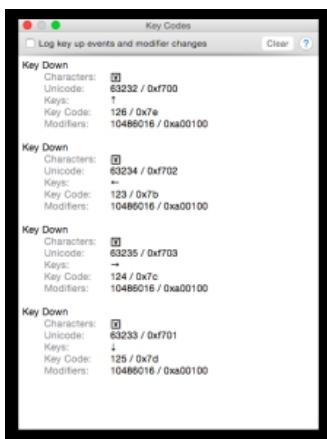 Key Codes
Log key up events and modifier changes Clear ?
Key Down
Characters:
Unicode: 63232 / 0xf700
Keys: ↑
Key Code: 126 / 0x7e
Modifiers: 10486016 / 0xa00100
Key Down
Characters:
Unicode: 63234 / 0xf702
Keys: ←
Key Code: 123 / 0x7b
Modifiers: 10486016 / 0xa00100
Key Down
Characters:
Unicode: 63235 / 0xf703
Keys: →
Key Code: 124 / 0x7c
Modifiers: 10486016 / 0xa00100
Key Down
Characters:
Unicode: 63233 / 0xf701
Keys: ↓
Key Code: 125 / 0x7d
Modifiers: 10486016 / 0xa00100